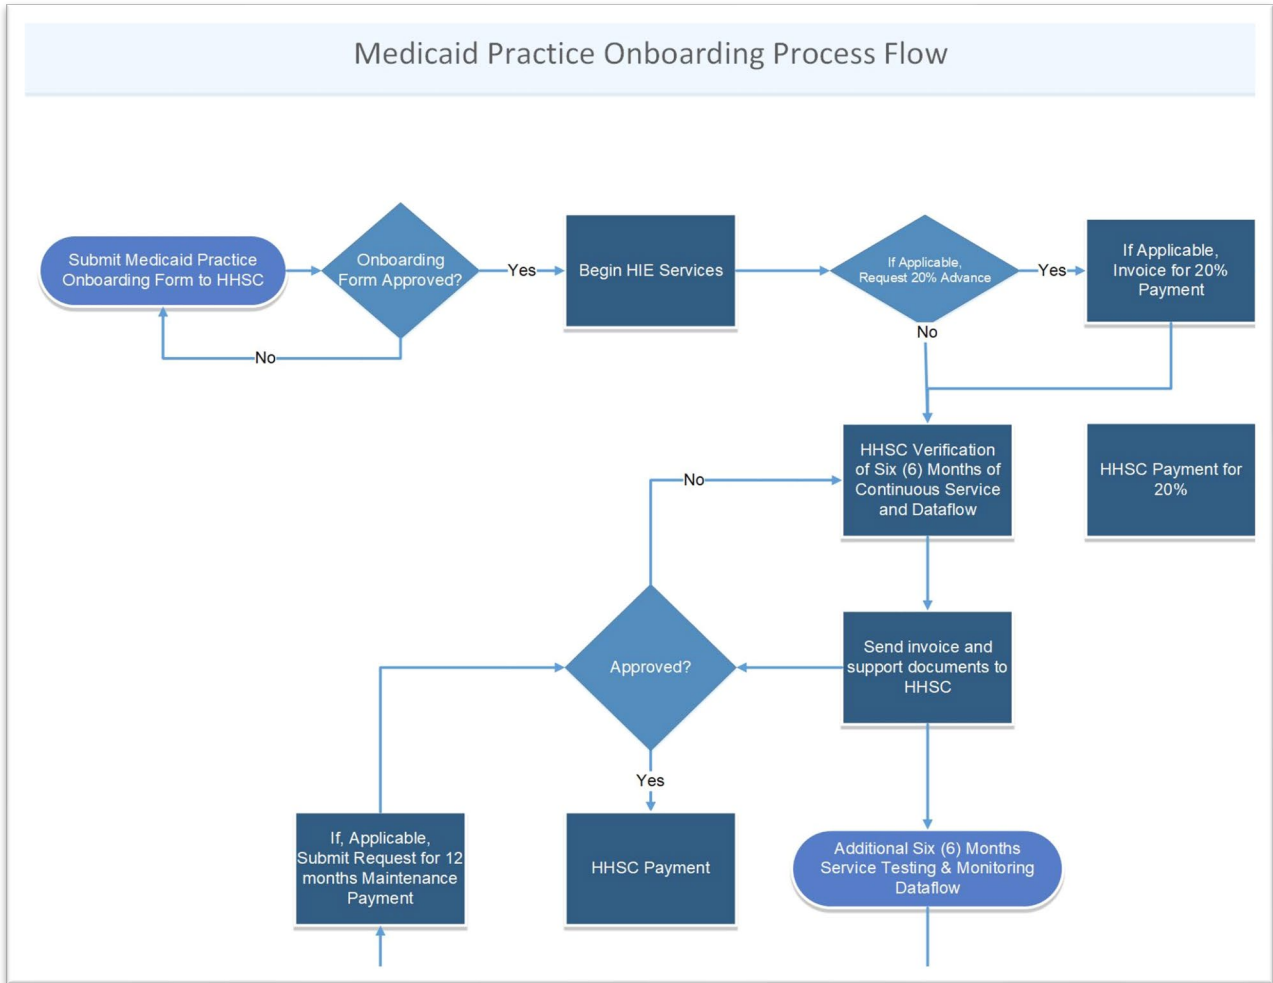 Medicaid Practice Onboarding Process Flow
Submit Medicaid Practice
Onboarding Form to HHSC
Onboarding
Form Approved?
Yes
No
Begin HIE Services
If Applicable,
Request 20% Advance
Yes
No
If Applicable,
Invoice for 20%
Payment
HHSC Verification
of Six (6) Months of
Continuous Service
and Dataflow
HHSC Payment for
20%
No
Approved?
Send invoice and
support documents to
HHSC
Yes
If, Applicable,
Submit Request for 12
months Maintenance
Payment
HHSC Payment
Additional Six (6) Months
Service Testing & Monitoring
Dataflow